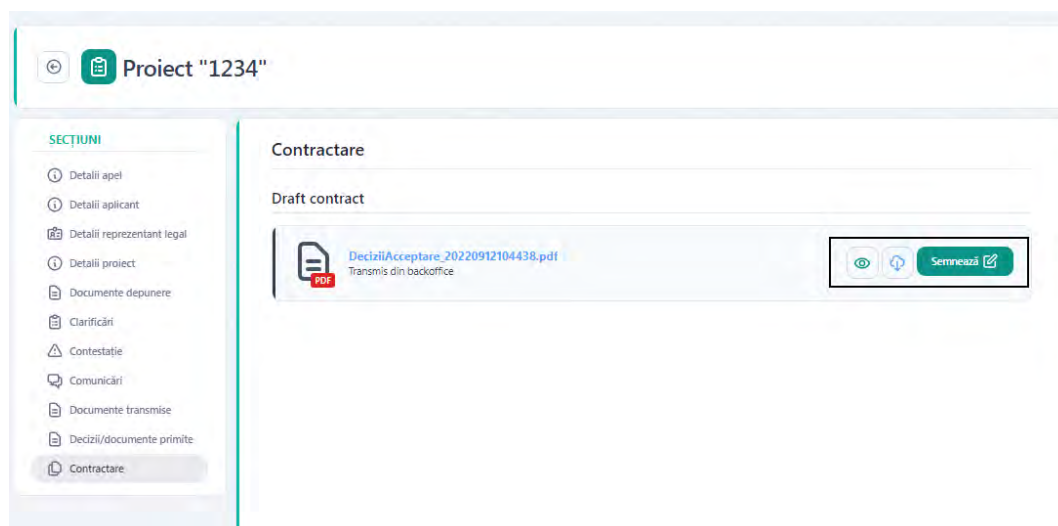 Proiect "1234"
SECȚIUNI
Detalii apel
Detalii aplicant
Detalii reprezentant legal
Detalii proiect
Documente depunere
Clarificări
Contestație
Comunicări
Documente transmise
Decizii/documente primite
Contractare
Contractare
Draft contract
PDF
DeciziiAcceptare_20220912104438.pdf
Transmis din backoffice
Semnează